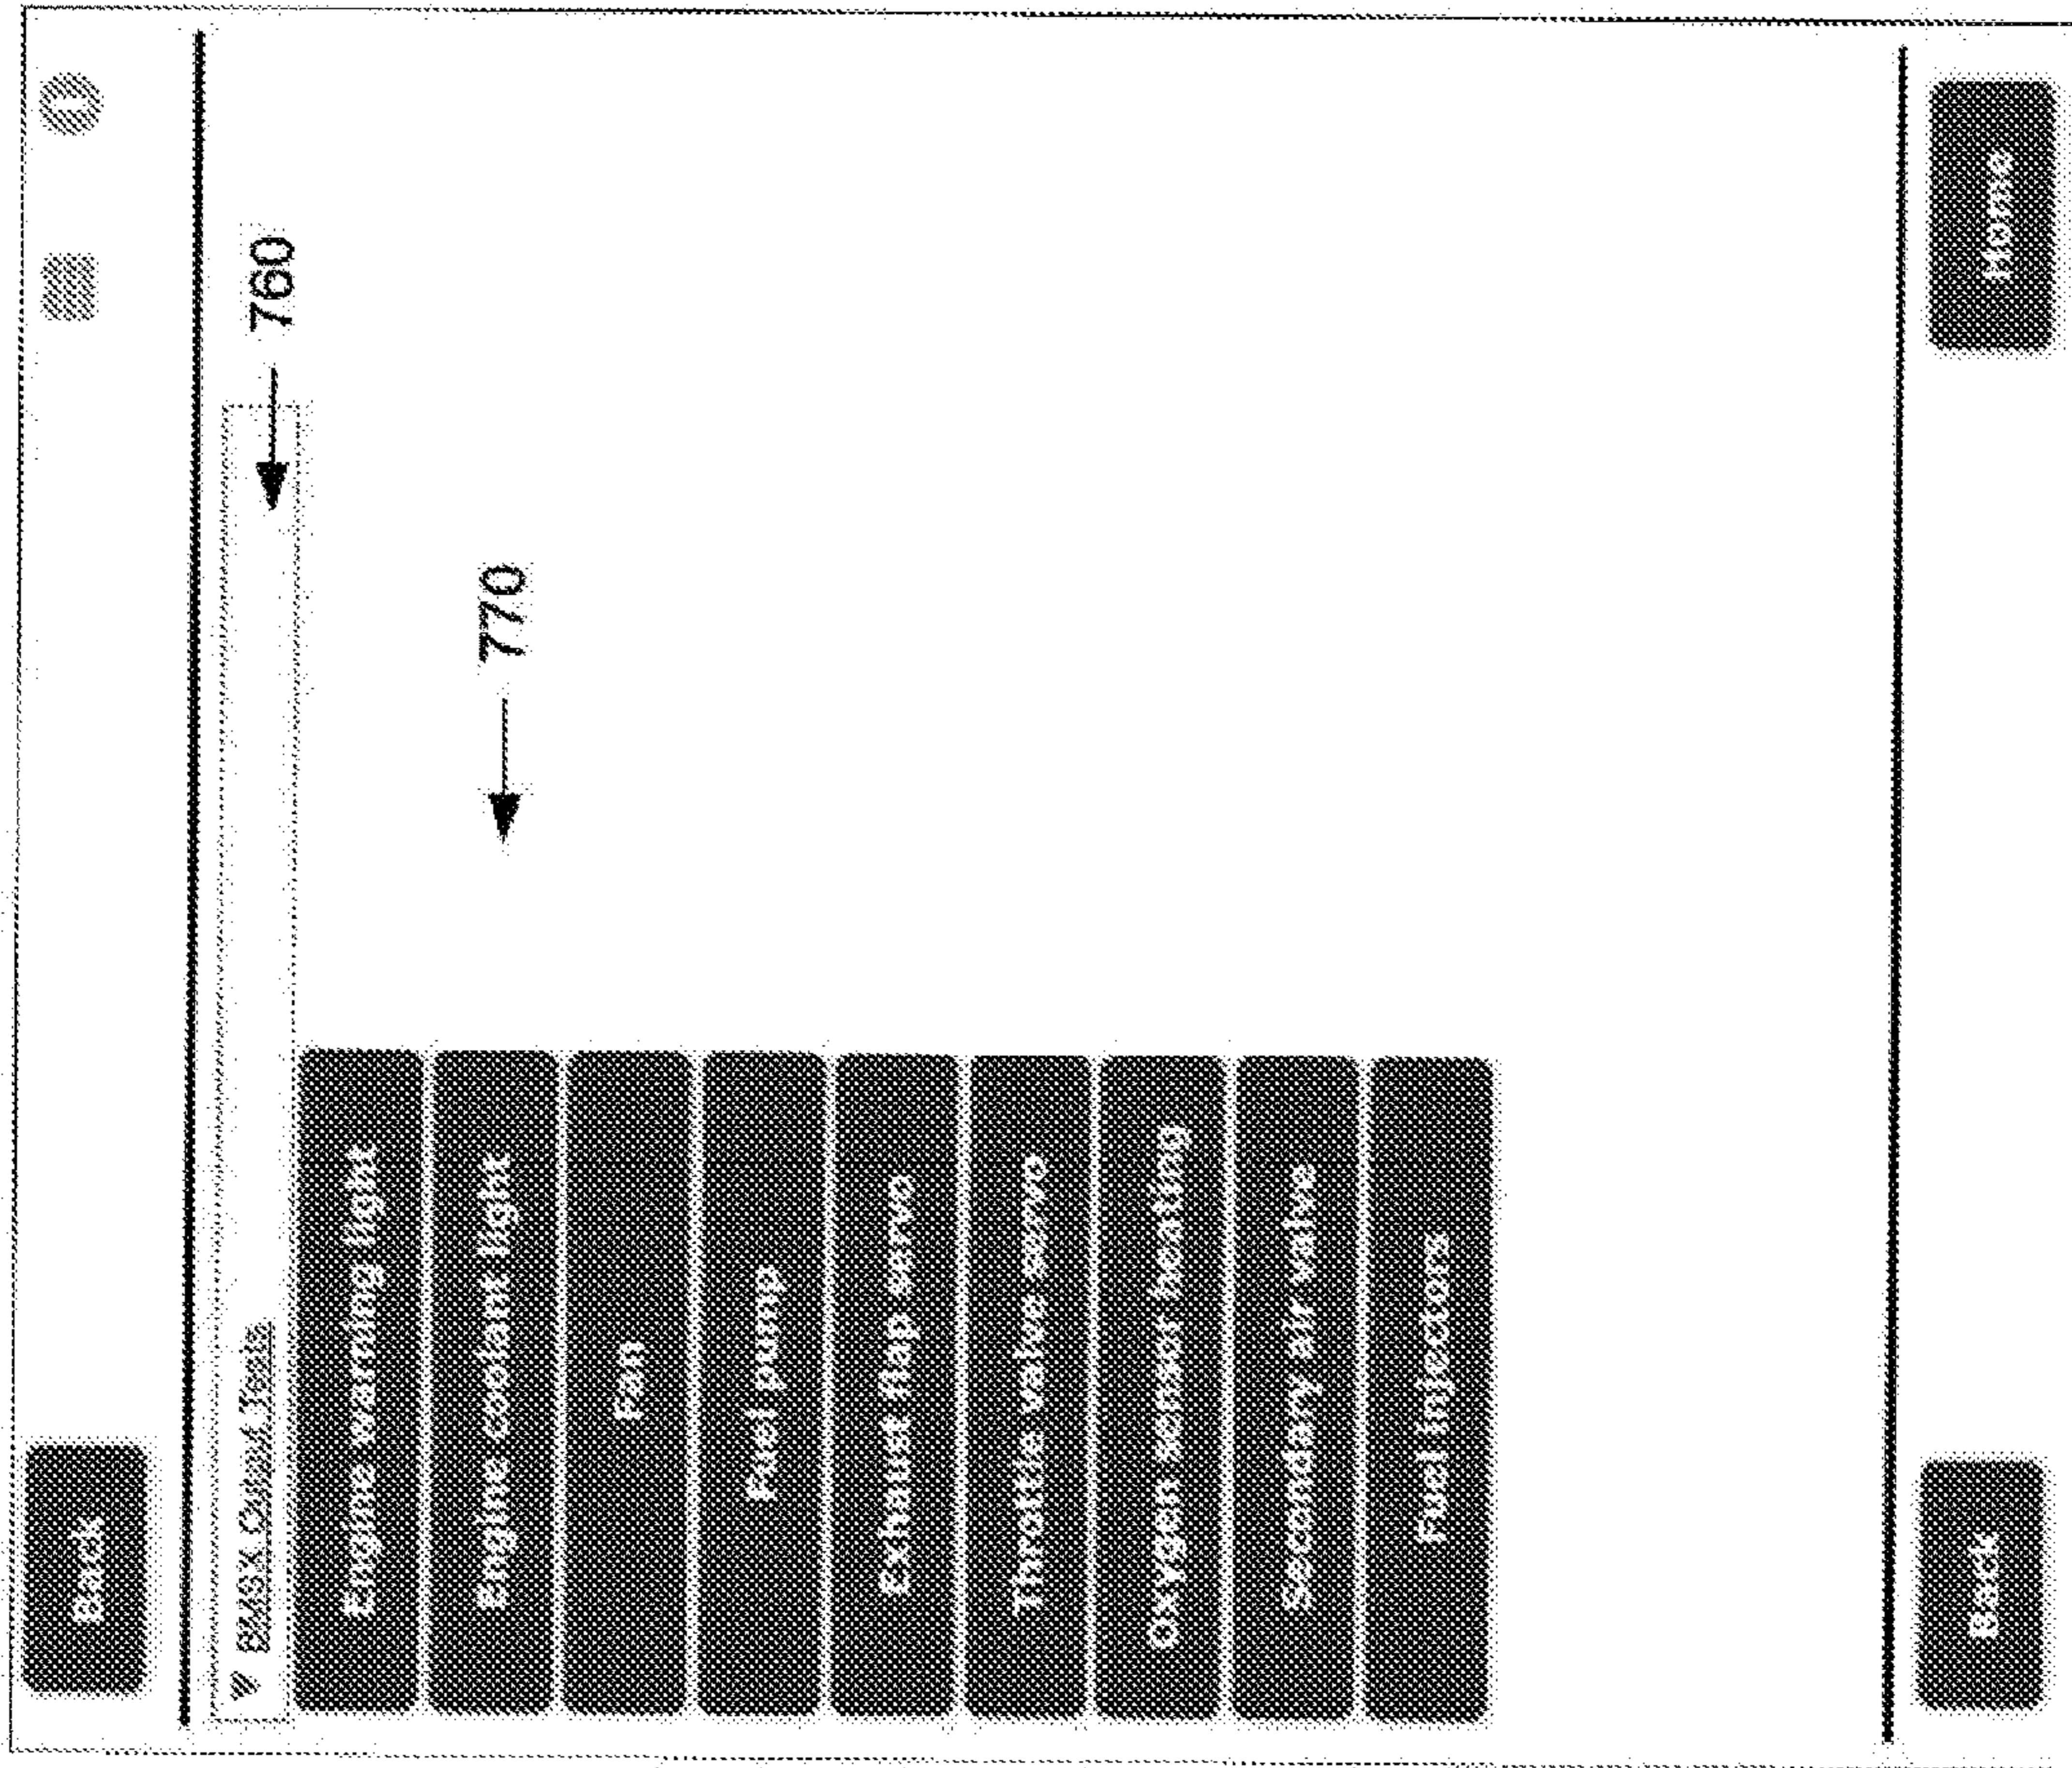 Back
BMSK Output Tests
760
Engine warning light
770
Engine coolant light
Fan
Fuel pump
Exhaust flap servo
Throttle valve servo
Oxygen sensor heating
Secondary air valve
Fuel injectors
Back
Home